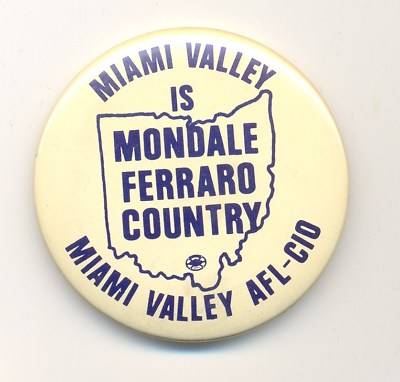 MIAMI VALLEY
IS
MONDALE
FERRARO
COUNTRY
MIAMI VALLEY AFL-CIO